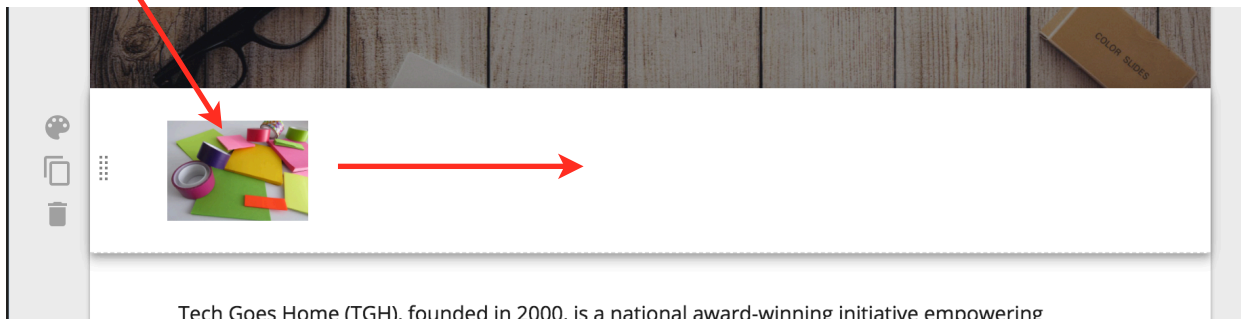 COLOR SLIDES
Tech Goes Home (TGH), founded in 2000, is a national award-winning initiative empowering